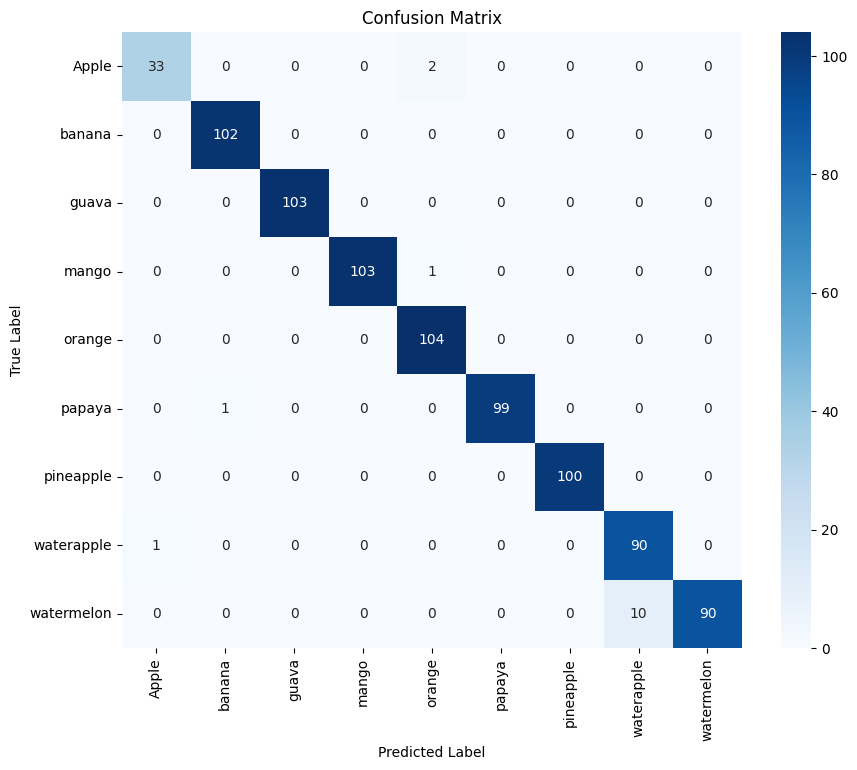 Confusion Matrix
Apple 33 0 0 0 2 0 0 0 0
banana 0 102 0 0 0 0 0 0 0
guava 0 0 103 0 0 0 0 0 0
mango 0 0 0 103 1 0 0 0 0
orange 0 0 0 0 104 0 0 0 0
papaya 0 1 0 0 0 99 0 0 0
pineapple 0 0 0 0 0 0 100 0 0
waterapple 1 0 0 0 0 0 0 90 0
watermelon 0 0 0 0 0 0 0 10 90
True Label
Apple banana guava mango orange papaya pineapple waterapple watermelon
Predicted Label
100
80
60
40
20
0